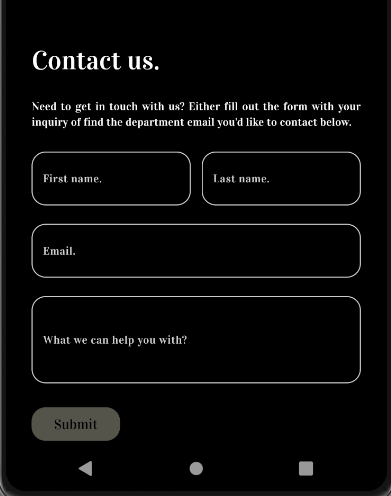 Contact us.
Need to get in touch with us? Either fill out the form with your
inquiry of find the department email you'd like to contact below.
First name.
Last name.
Email.
What we can help you with?
Submit